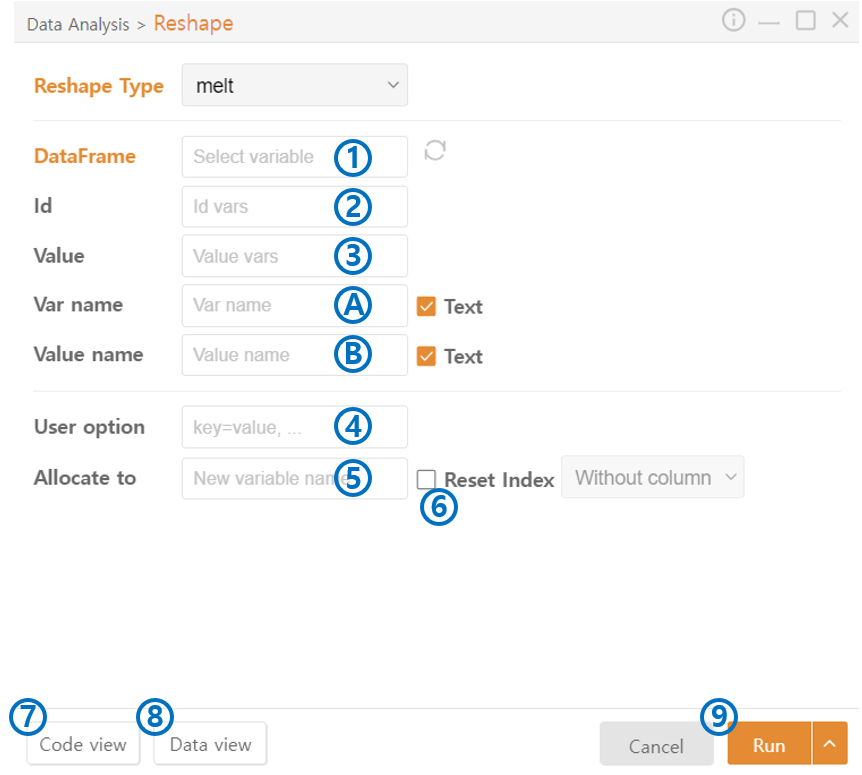 Data Analysis > Reshape
Reshape Type melt
DataFrame Select variable ①
Id Id vars ②
Value Value vars ③
Var name Var name Ⓐ Text
Value name Value name Ⓑ Text
User option key=value, ... ④
Allocate to New variable name ⑤ Reset Index Without column
⑥
⑦ ⑧ ⑨
Code view Data view Cancel Run